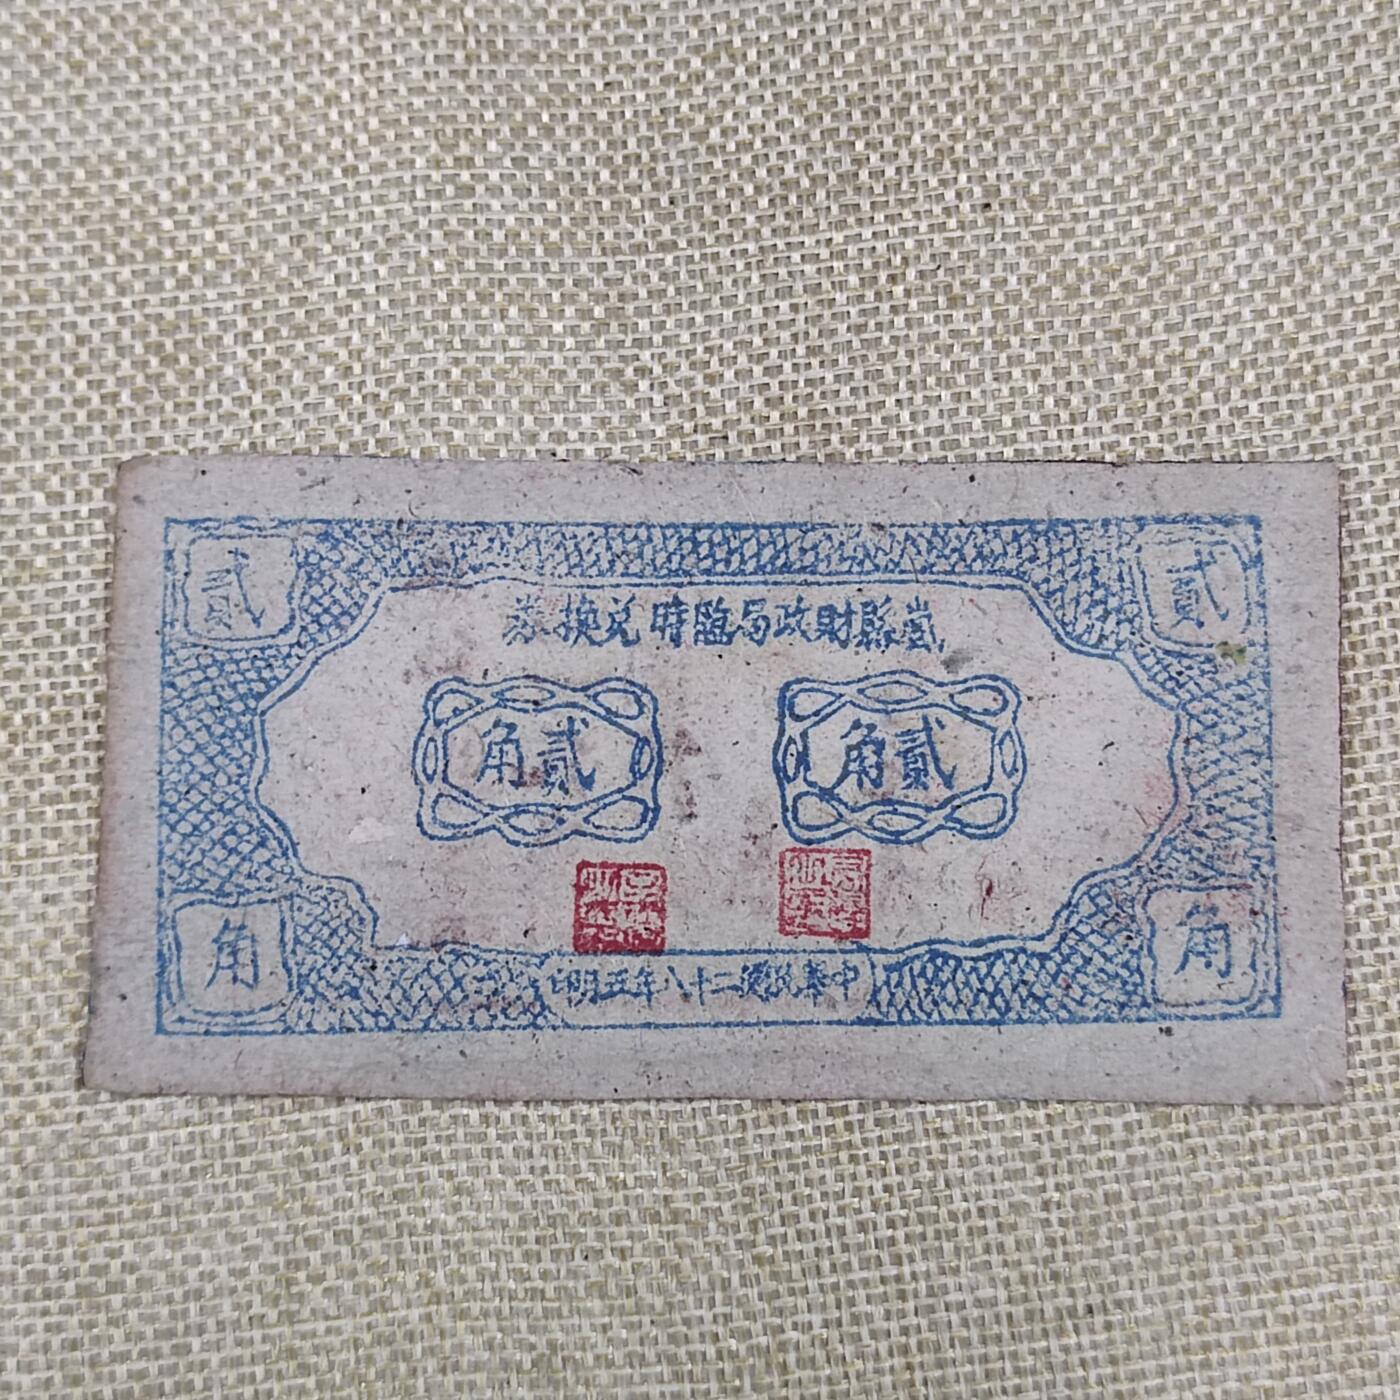 貳
貳
縣財政局臨時兌換券
貳角
貳角
角
角
中華民國二十八年五月印